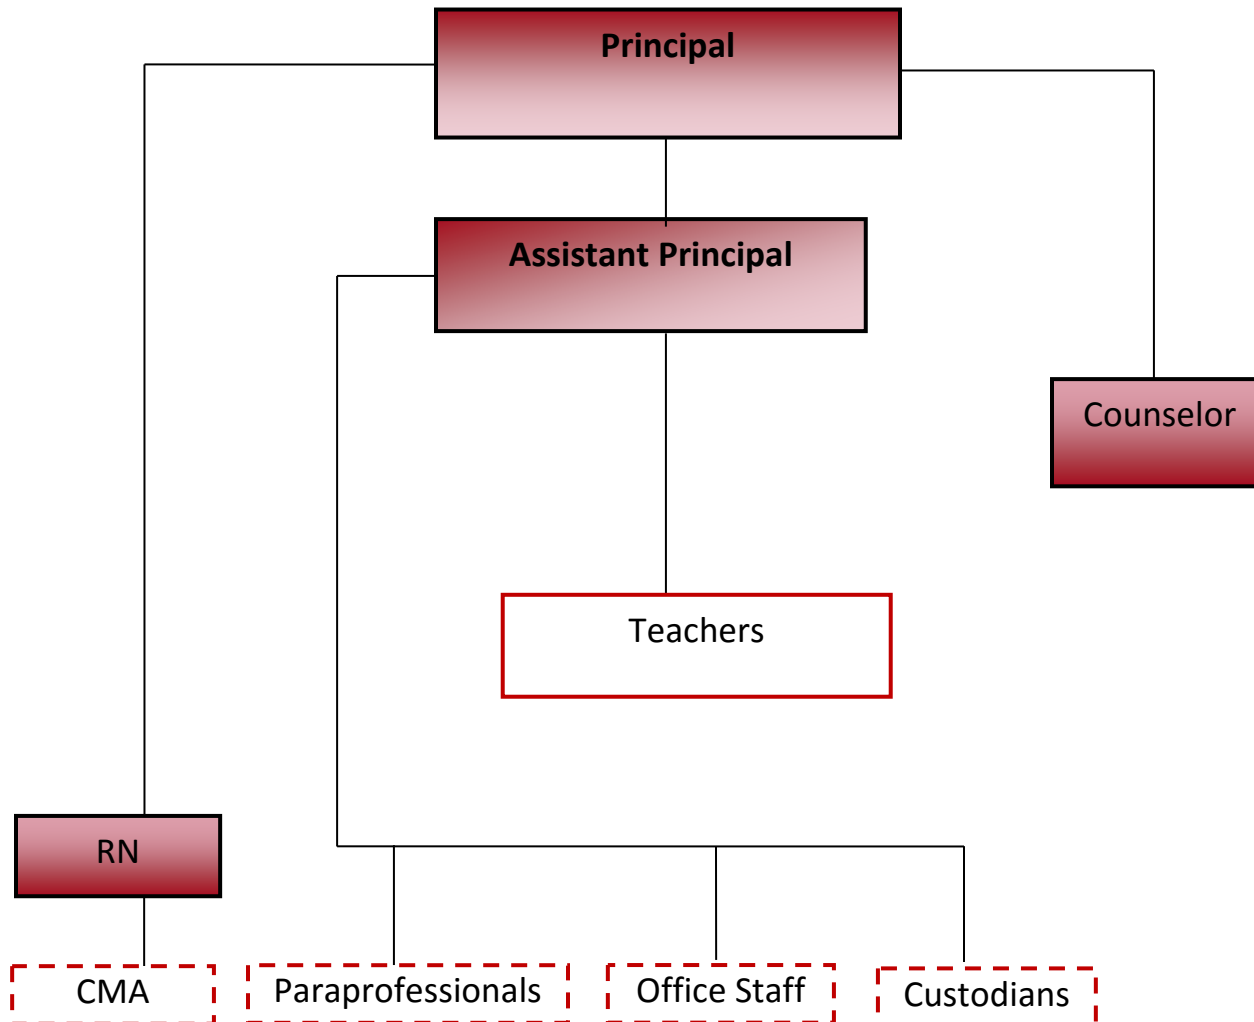 Principal
Assistant Principal
Counselor
Teachers
RN
CMA
Paraprofessionals
Office Staff
Custodians